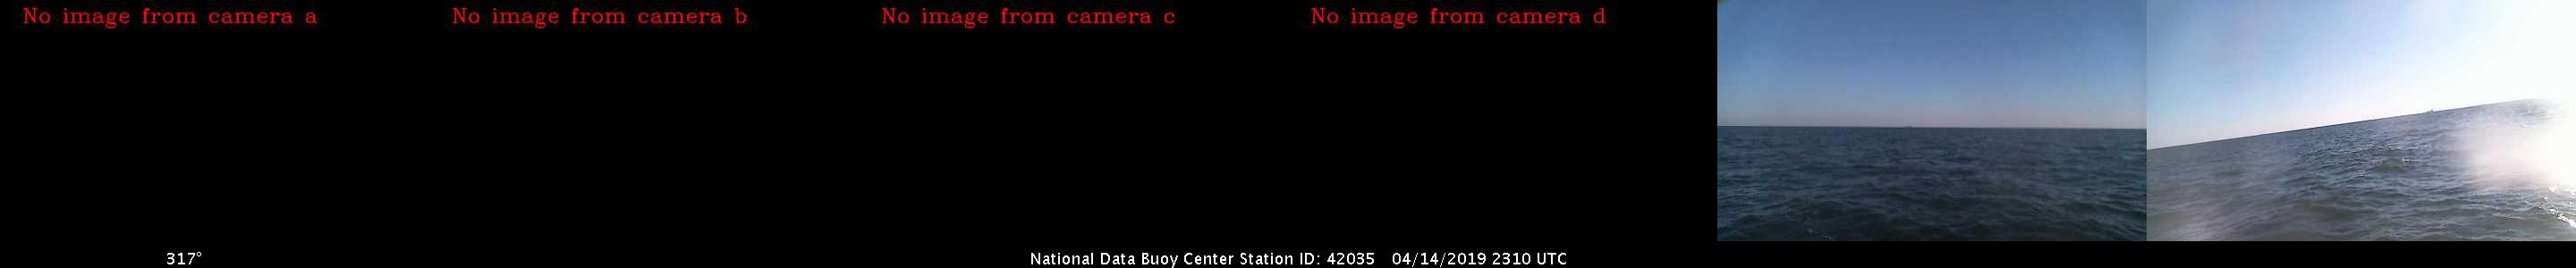 No image from camera a
No image from camera b
No image from camera c
No image from camera d
317°
National Data Buoy Center Station ID: 42035 04/14/2019 2310 UTC